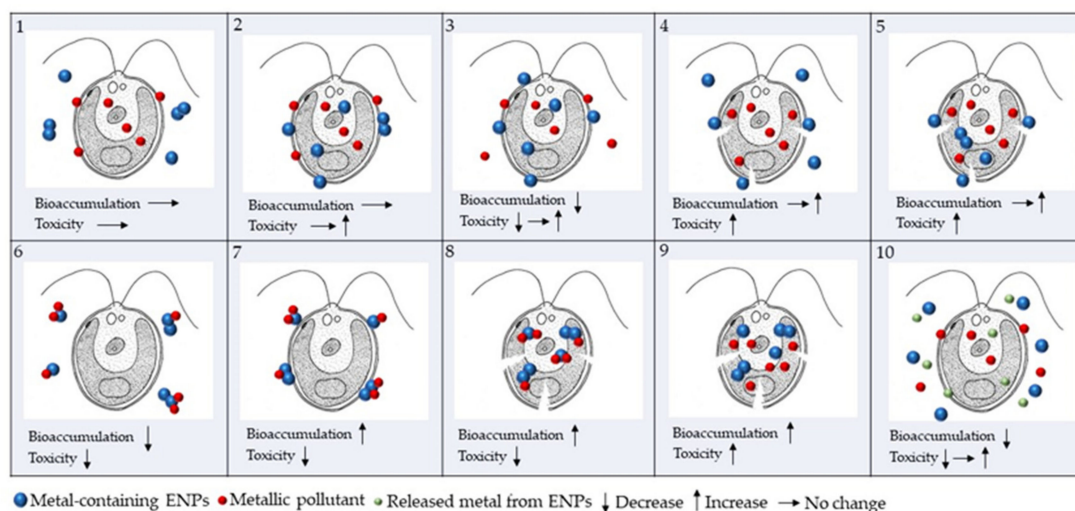 1
Bioaccumulation →
Toxicity →
2
Bioaccumulation →
Toxicity → ↑
3
Bioaccumulation ↓
Toxicity ↓ → ↑
4
Bioaccumulation → ↑
Toxicity ↑
5
Bioaccumulation → ↑
Toxicity ↑
6
Bioaccumulation ↓
Toxicity ↓
7
Bioaccumulation ↑
Toxicity ↓
8
Bioaccumulation ↑
Toxicity ↓
9
Bioaccumulation ↑
Toxicity ↑
10
Bioaccumulation ↓
Toxicity ↓ → ↑
Metal-containing ENPs Metallic pollutant Released metal from ENPs ↓ Decrease ↑ Increase → No change